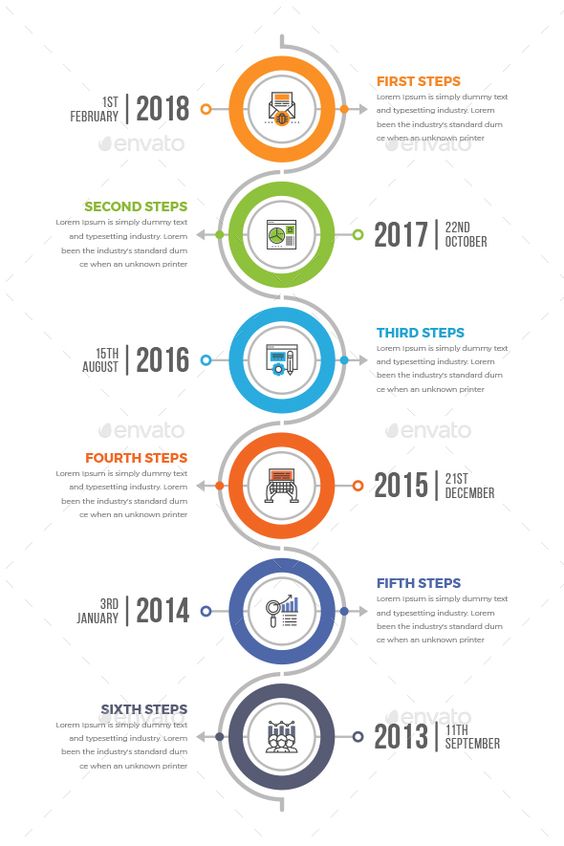 1ST
FEBRUARY
2018
FIRST STEPS
Lorem Ipsum is simply dummy text
and typesetting industry. Lorem
been the industry's standard dum
ce when an unknown printer
envato
envato
SECOND STEPS
Lorem Ipsum is simply dummy text
and typesetting industry. Lorem
been the industry's standard dum
ce when an unknown printer
2017
22ND
OCTOBER
15TH
AUGUST
2016
THIRD STEPS
Lorem Ipsum is simply dummy text
and typesetting industry. Lorem
been the industry's standard dum
ce when an unknown printer
envato
envato
FOURTH STEPS
Lorem Ipsum is simply dummy text
and typesetting industry. Lorem
been the industry's standard dum
ce when an unknown printer
2015
21ST
DECEMBER
3RD
JANUARY
2014
FIFTH STEPS
Lorem Ipsum is simply dummy text
and typesetting industry. Lorem
been the industry's standard dum
ce when an unknown printer
SIXTH STEPS
envato
envato
Lorem Ipsum is simply dummy text
and typesetting industry. Lorem
been the industry's standard dum
ce when an unknown printer
2013
11TH
SEPTEMBER